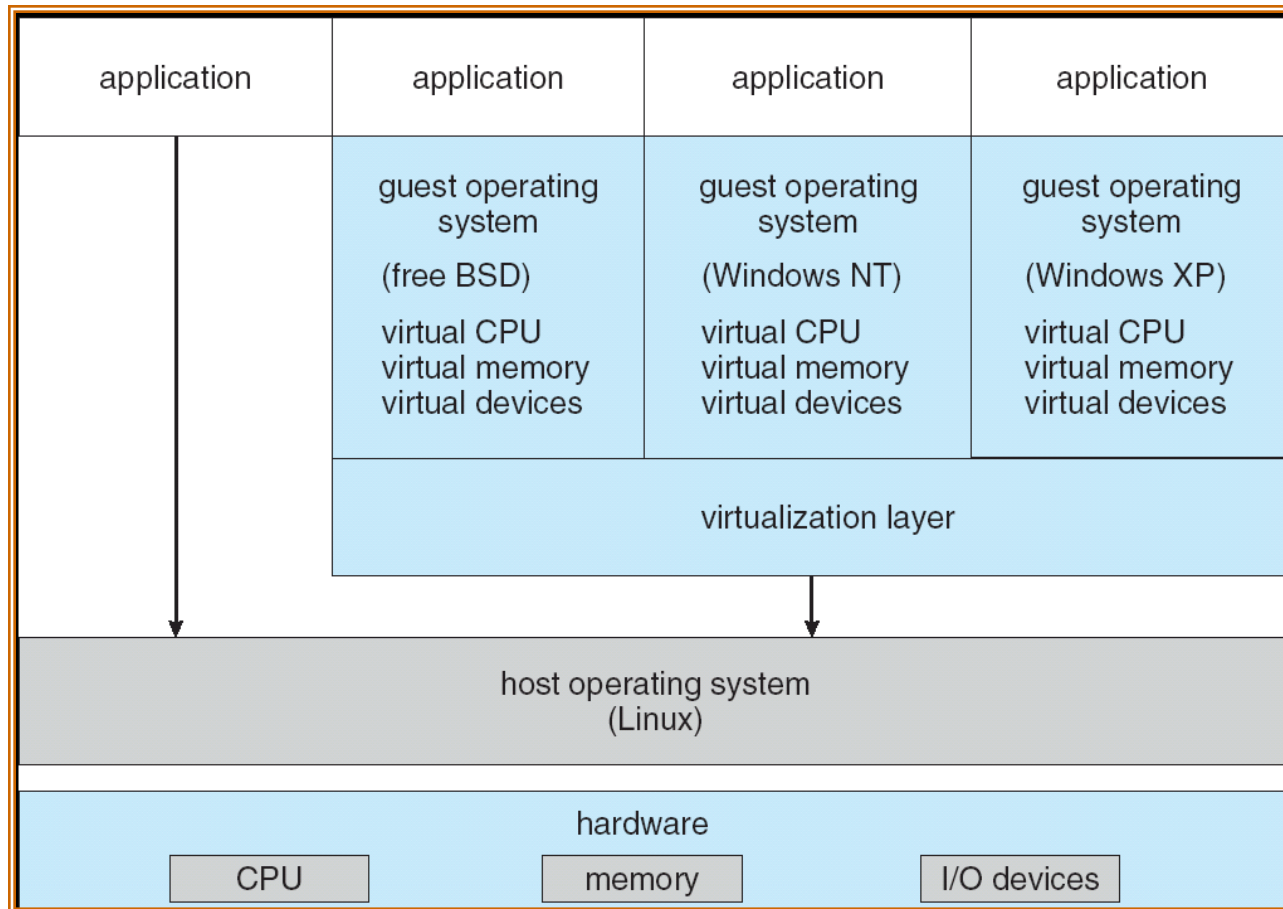 application
application
application
application
guest operating
system
(free BSD)
virtual CPU
virtual memory
virtual devices
guest operating
system
(Windows NT)
virtual CPU
virtual memory
virtual devices
guest operating
system
(Windows XP)
virtual CPU
virtual memory
virtual devices
virtualization layer
host operating system
(Linux)
hardware
CPU
memory
I/O devices